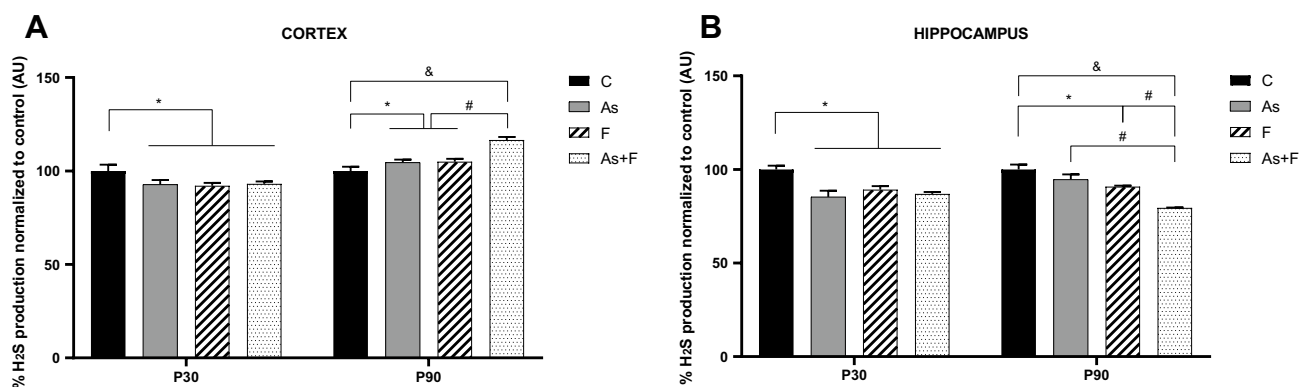 A
CORTEX
% H2S production normalized to control (AU)
150
100
50
0
*
&
*
#
P30
P90
C
As
F
As+F
B
HIPPOCAMPUS
% H2S production normalized to control (AU)
150
100
50
0
*
&
*
#
#
P30
P90
C
As
F
As+F